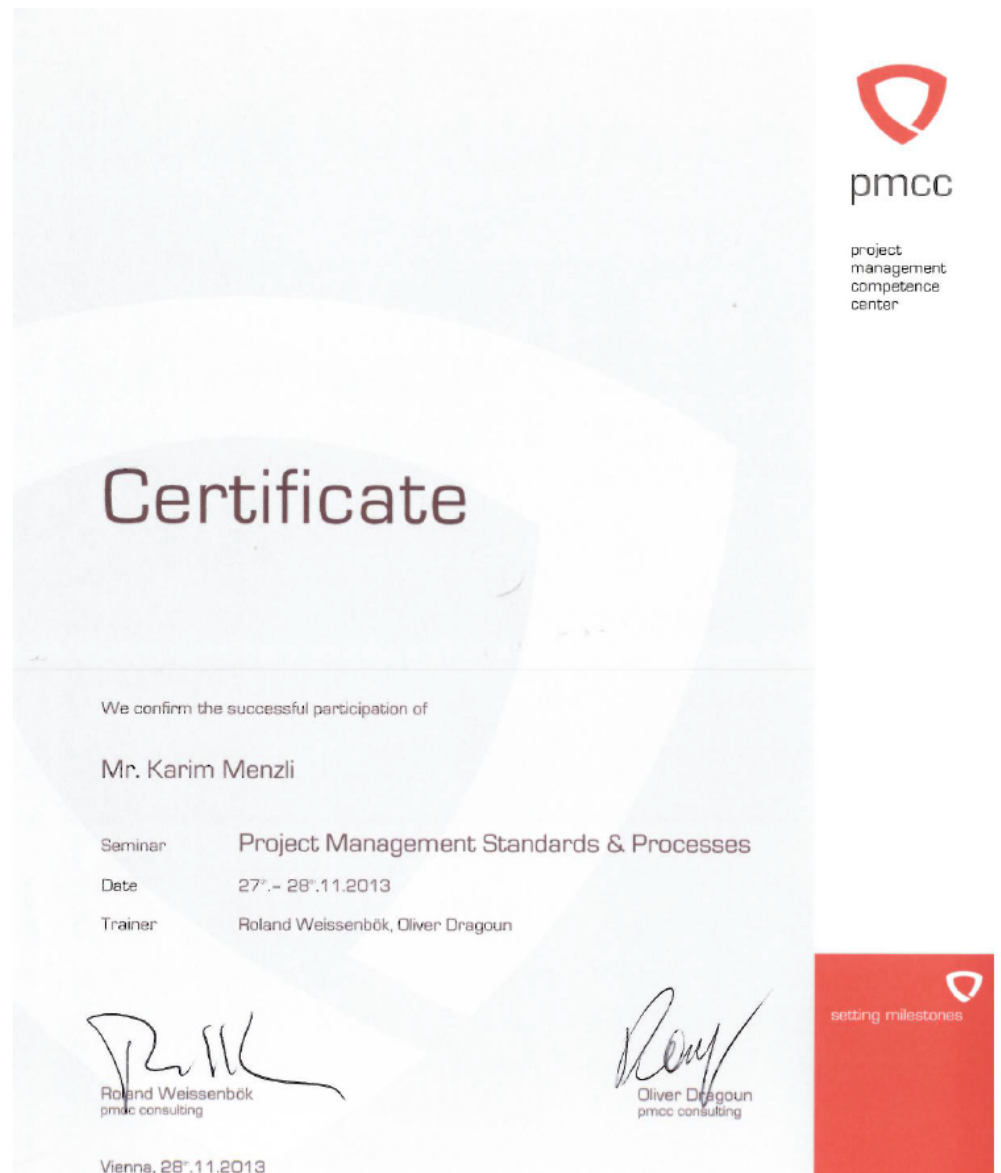 pmcc
project
management
competence
center
Certificate
We confirm the successful participation of
Mr. Karim Menzli
Seminar Project Management Standards & Processes
Date 27th.– 28th.11.2013
Trainer Roland Weissenbök, Oliver Dragoun
setting milestones
Roland Weissenbök
pmcc consulting
Oliver Dragoun
pmcc consulting
Vienna, 28th.11.2013